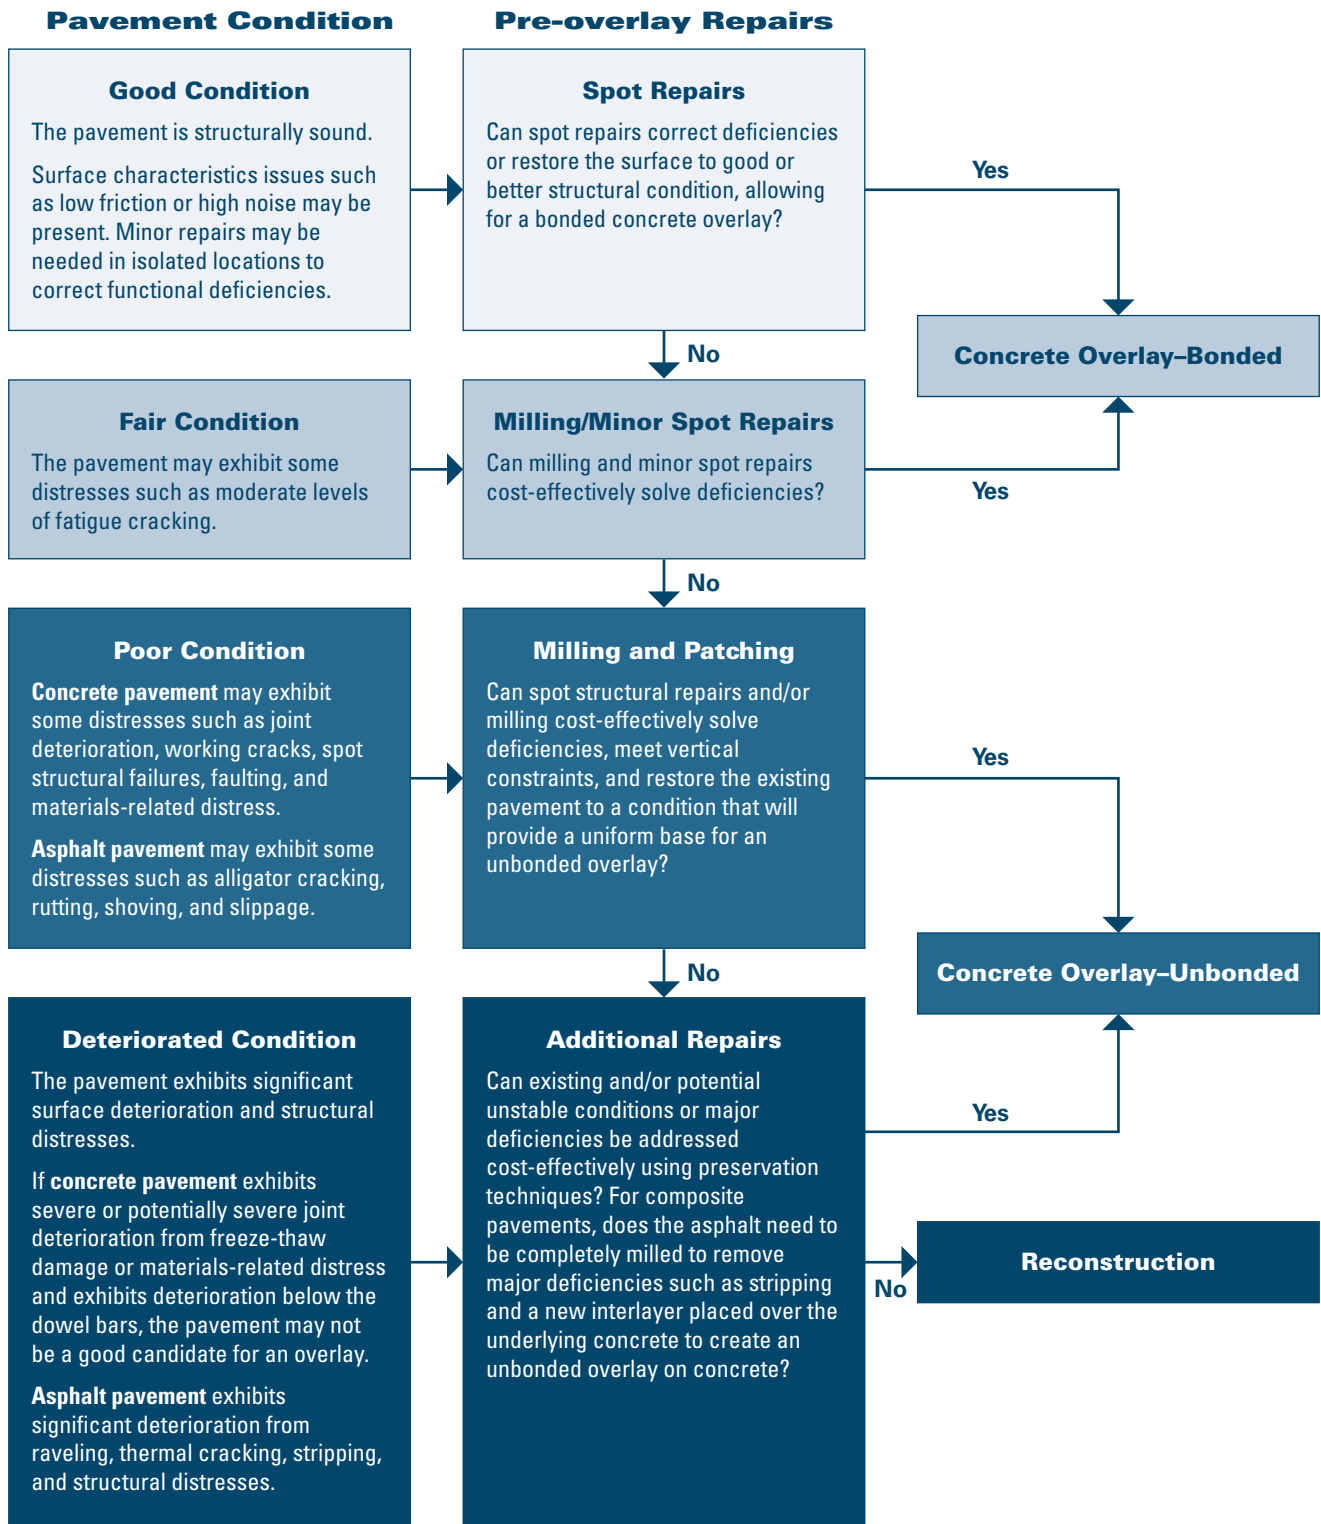 Pavement Condition
Pre-overlay Repairs
Good Condition
The pavement is structurally sound.
Surface characteristics issues such
as low friction or high noise may be
present. Minor repairs may be
needed in isolated locations to
correct functional deficiencies.
Spot Repairs
Can spot repairs correct deficiencies
or restore the surface to good or
better structural condition, allowing
for a bonded concrete overlay?
Yes
No
Concrete Overlay–Bonded
Fair Condition
The pavement may exhibit some
distresses such as moderate levels
of fatigue cracking.
Milling/Minor Spot Repairs
Can milling and minor spot repairs
cost-effectively solve deficiencies?
Yes
No
Poor Condition
Concrete pavement may exhibit
some distresses such as joint
deterioration, working cracks, spot
structural failures, faulting, and
materials-related distress.
Asphalt pavement may exhibit some
distresses such as alligator cracking,
rutting, shoving, and slippage.
Milling and Patching
Can spot structural repairs and/or
milling cost-effectively solve
deficiencies, meet vertical
constraints, and restore the existing
pavement to a condition that will
provide a uniform base for an
unbonded overlay?
Yes
No
Concrete Overlay–Unbonded
Deteriorated Condition
The pavement exhibits significant
surface deterioration and structural
distresses.
If concrete pavement exhibits
severe or potentially severe joint
deterioration from freeze-thaw
damage or materials-related distress
and exhibits deterioration below the
dowel bars, the pavement may not
be a good candidate for an overlay.
Asphalt pavement exhibits
significant deterioration from
raveling, thermal cracking, stripping,
and structural distresses.
Additional Repairs
Can existing and/or potential
unstable conditions or major
deficiencies be addressed
cost-effectively using preservation
techniques? For composite
pavements, does the asphalt need to
be completely milled to remove
major deficiencies such as stripping
and a new interlayer placed over the
underlying concrete to create an
unbonded overlay on concrete?
Yes
No
Reconstruction